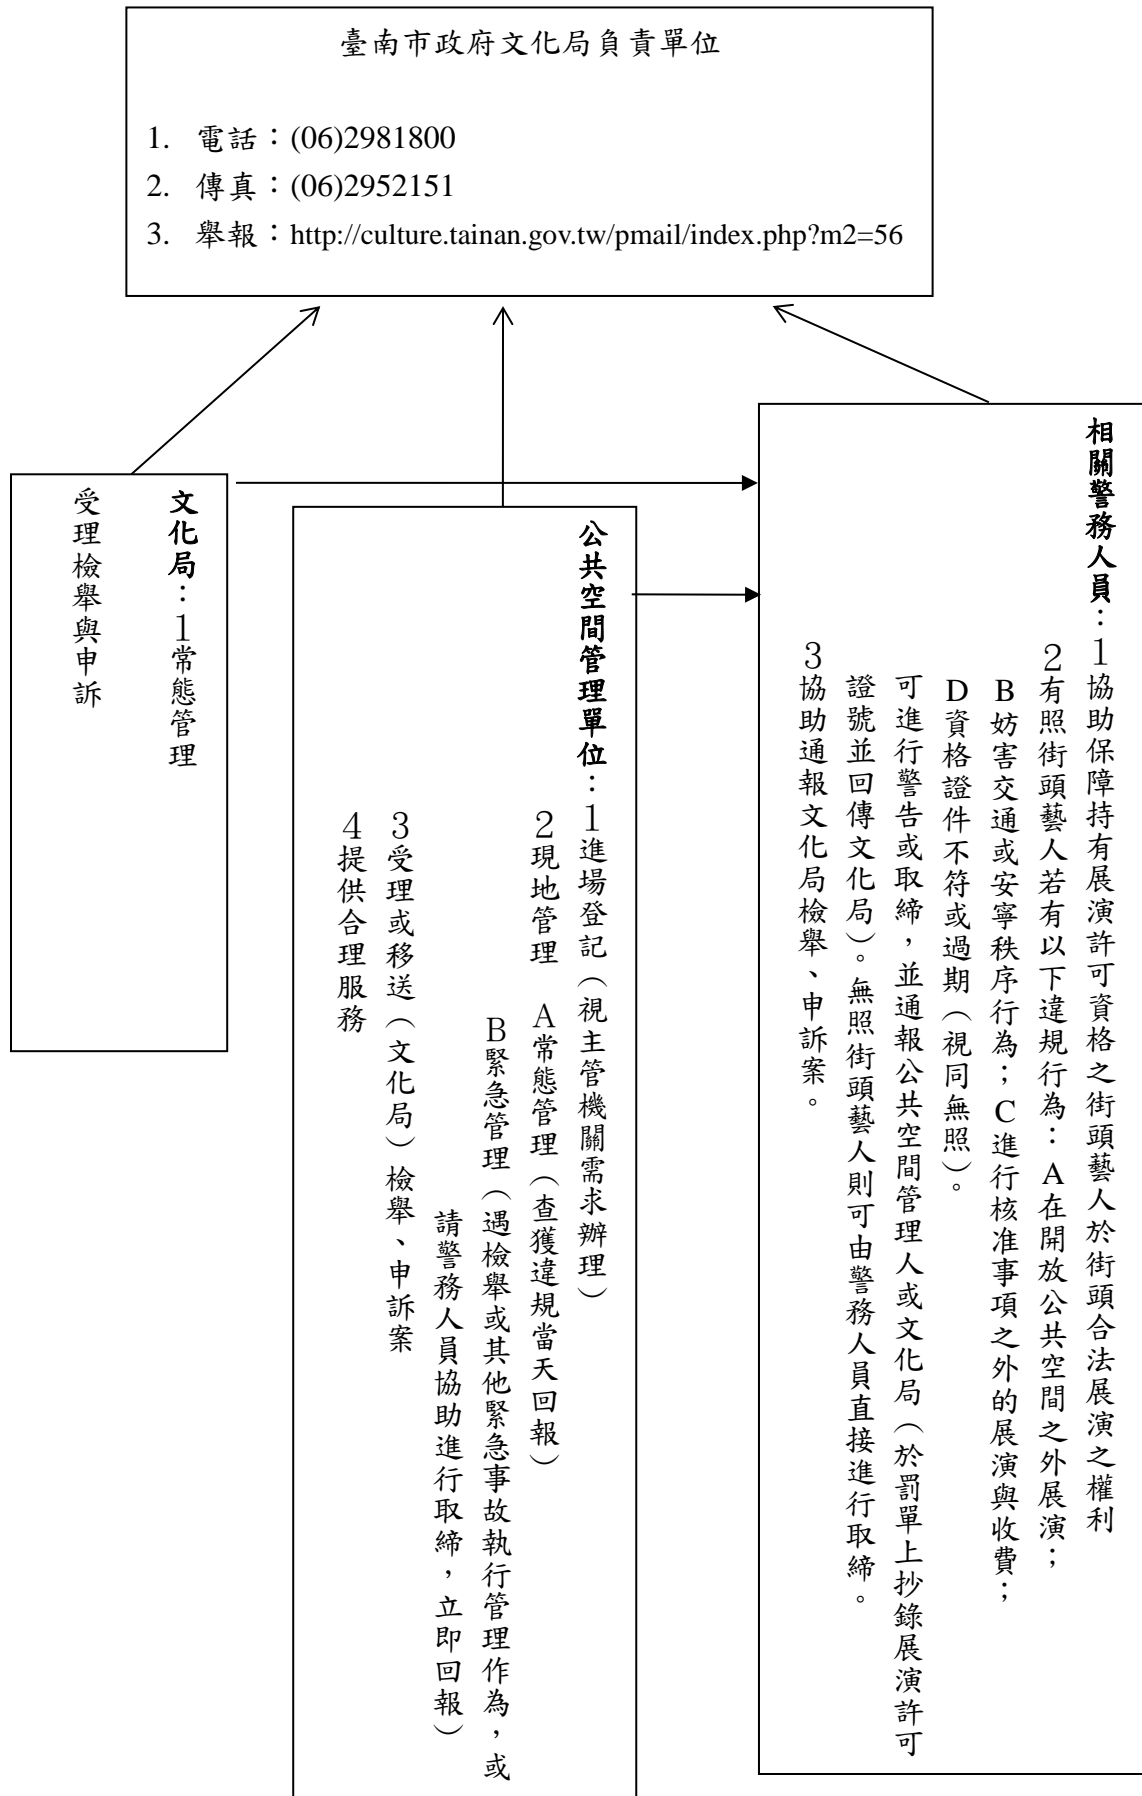 臺南市政府文化局負責單位
1. 電話：(06)2981800
2. 傳真：(06)2952151
3. 舉報：http://culture.tainan.gov.tw/pmail/index.php?m2=56
相關警務人員：1協助保障持有展演許可資格之街頭藝人於街頭合法展演之權利
2有照街頭藝人若有以下違規行為：A在開放公共空間之外展演；
B妨害交通或安寧秩序行為；C進行核准事項之外的展演與收費；
D資格證件不符或過期（視同無照）。
可進行警告或取締，並通報公共空間管理人或文化局（於罰單上抄錄展演許可
證號並回傳文化局）。無照街頭藝人則可由警務人員直接進行取締。
3協助通報文化局檢舉、申訴案。
公共空間管理單位：1進場登記（視主管機關需求辦理）
2現地管理 A常態管理（查獲違規當天回報）
B緊急管理（遇檢舉或其他緊急事故執行管理作為，或
請警務人員協助進行取締，立即回報）
3受理或移送（文化局）檢舉、申訴案
4提供合理服務
文化局：1常態管理
受理檢舉與申訴